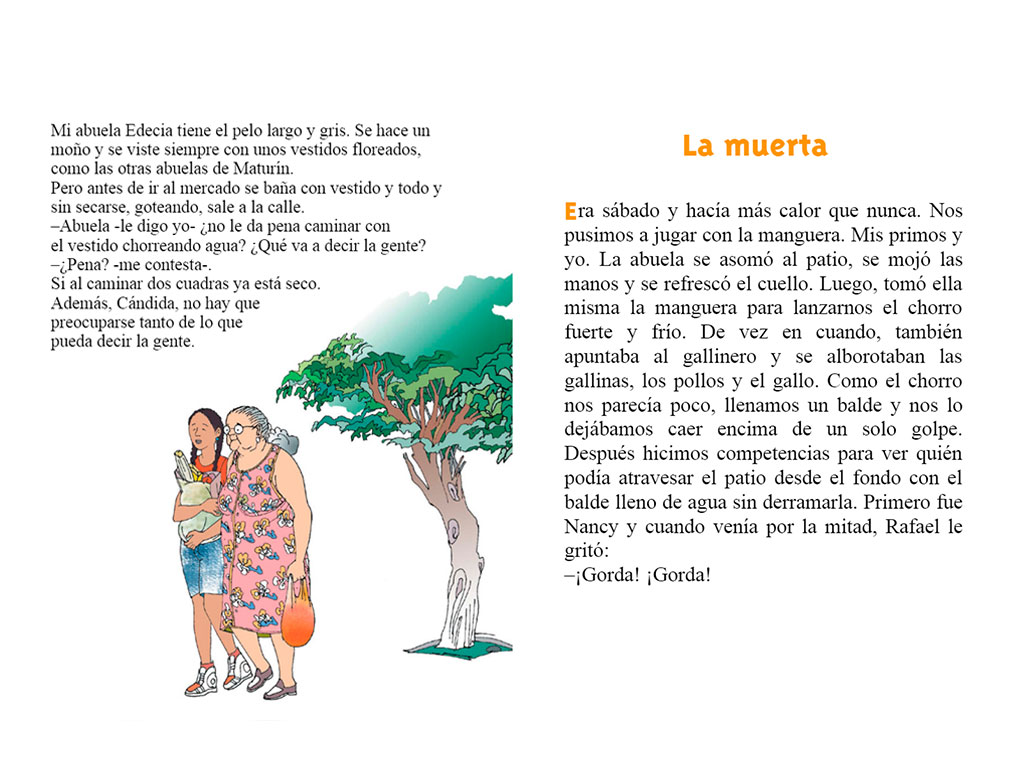 Mi abuela Edecia tiene el pelo largo y gris. Se hace un
moño y se viste siempre con unos vestidos floreados,
como las otras abuelas de Maturín.
Pero antes de ir al mercado se baña con vestido y todo y
sin secarse, goteando, sale a la calle.
–Abuela -le digo yo- ¿no le da pena caminar con
el vestido chorreando agua? ¿Qué va a decir la gente?
–¿Pena? -me contesta-.
Si al caminar dos cuadras ya está seco.
Además, Cándida, no hay que
preocuparse tanto de lo que
pueda decir la gente.
La muerta
Era sábado y hacía más calor que nunca. Nos
pusimos a jugar con la manguera. Mis primos y
yo. La abuela se asomó al patio, se mojó las
manos y se refrescó el cuello. Luego, tomó ella
misma la manguera para lanzarnos el chorro
fuerte y frío. De vez en cuando, también
apuntaba al gallinero y se alborotaban las
gallinas, los pollos y el gallo. Como el chorro
nos parecía poco, llenamos un balde y nos lo
dejábamos caer encima de un solo golpe.
Después hicimos competencias para ver quién
podía atravesar el patio desde el fondo con el
balde lleno de agua sin derramarla. Primero fue
Nancy y cuando venía por la mitad, Rafael le
gritó:
–¡Gorda! ¡Gorda!